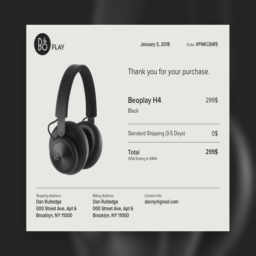 B&O PLAY
January 3, 2018
Order #FNKC6W5
Thank you for your purchase.
Beoplay H4 299$
Black
Standard Shipping (3-5 Days) 0$
Total 299$
VISA Ending in
Shipping Address
Dan Rutledge
000 Street Ave, Apt 6
Brooklyn, NY 11000
Billing Address
Dan Rutledge
000 Street Ave, Apt 6
Brooklyn, NY 11000
Contact Info
danny@gmail.com